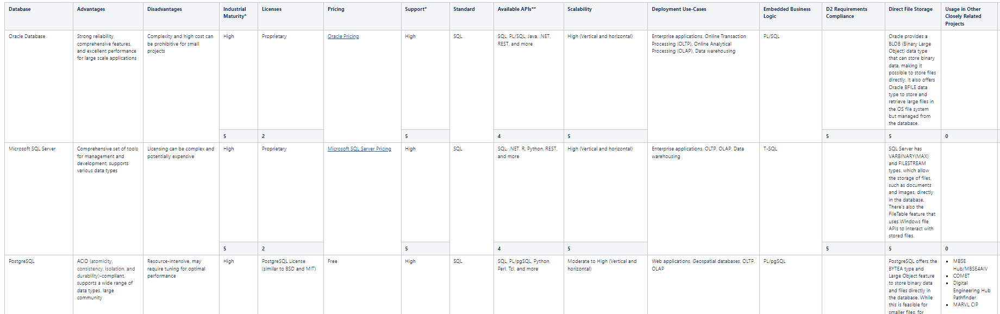 Database
Advantages
Disadvantages
Industrial
Maturity*
Licenses
Pricing
Support*
Standard
Available APIs**
Scalability
Deployment Use-Cases
Embedded Business
Logic
D2 Requirements
Compliance
Direct File Storage
Usage in Other
Closely Related
Projects
Oracle Database
Strong reliability,
comprehensive features,
and excellent performance
for large scale applications
Complexity and high cost can
be prohibitive for small
projects
High
Proprietary
Oracle Pricing
High
SQL
SQL, PL/SQL, Java, .NET,
REST, and more
High (Vertical and horizontal)
Enterprise applications, Online Transaction
Processing (OLTP), Online Analytical
Processing (OLAP), Data warehousing
PL/SQL
Oracle provides a
BLOB (Binary Large
Object) data type
that can store binary
data, making it
possible to store files
directly. It also offers
Oracle BFILE data
type to store and
retrieve large files in
the OS file system
but managed from
the database.
5
2
5
4
5
5
5
0
Microsoft SQL Server
Comprehensive set of tools
for management and
development, supports
various data types
Licensing can be complex and
potentially expensive
High
Proprietary
Microsoft SQL Server Pricing
High
SQL
SQL, .NET, R, Python, REST,
and more
High (Vertical and horizontal)
Enterprise applications, OLTP, OLAP, Data
warehousing
T-SQL
SQL Server has
VARBINARY(MAX)
and FILESTREAM
types, which allow
the storage of files,
such as documents
and images, directly
in the database.
There's also the
FileTable feature that
uses Windows file
APIs to interact with
stored files.
5
2
5
4
5
5
5
0
PostgreSQL
ACID (atomicity,
consistency, isolation, and
durability)-compliant,
supports a wide range of
data types, large
community
Resource-intensive, may
require tuning for optimal
performance
High
PostgreSQL License
(similar to BSD and MIT)
Free
High
SQL
SQL, PL/pgSQL, Python,
Perl, Tcl, and more
Moderate to High (Vertical and
horizontal)
Web applications, Geospatial databases, OLTP,
OLAP
PL/pgSQL
PostgreSQL offers the
BYTEA type and
Large Object feature
to store binary data
and files directly in
the database. While
this is feasible for
smaller files, for
MBSE
Hub/MBSE4AIV
COMET
Digital
Engineering Hub
Pathfinder
MARVL CIP